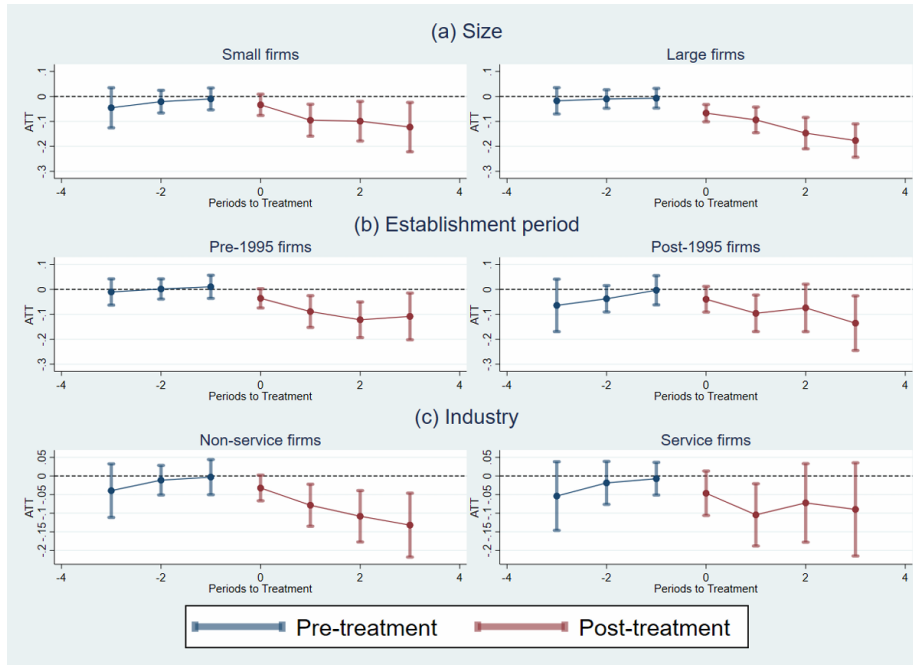 (a) Size
Small firms
Large firms
ATT
.1
0
-.1
-.2
-.3
-4
-2
0
2
4
Periods to Treatment
ATT
.1
0
-.1
-.2
-.3
-4
-2
0
2
4
Periods to Treatment
(b) Establishment period
Pre-1995 firms
Post-1995 firms
ATT
.1
0
-.1
-.2
-.3
-4
-2
0
2
4
Periods to Treatment
ATT
.1
0
-.1
-.2
-.3
-4
-2
0
2
4
Periods to Treatment
(c) Industry
Non-service firms
Service firms
ATT
.05
0
-.05
-.1
-.15
-.2
-4
-2
0
2
4
Periods to Treatment
ATT
.05
0
-.05
-.1
-.15
-.2
-4
-2
0
2
4
Periods to Treatment
Pre-treatment
Post-treatment